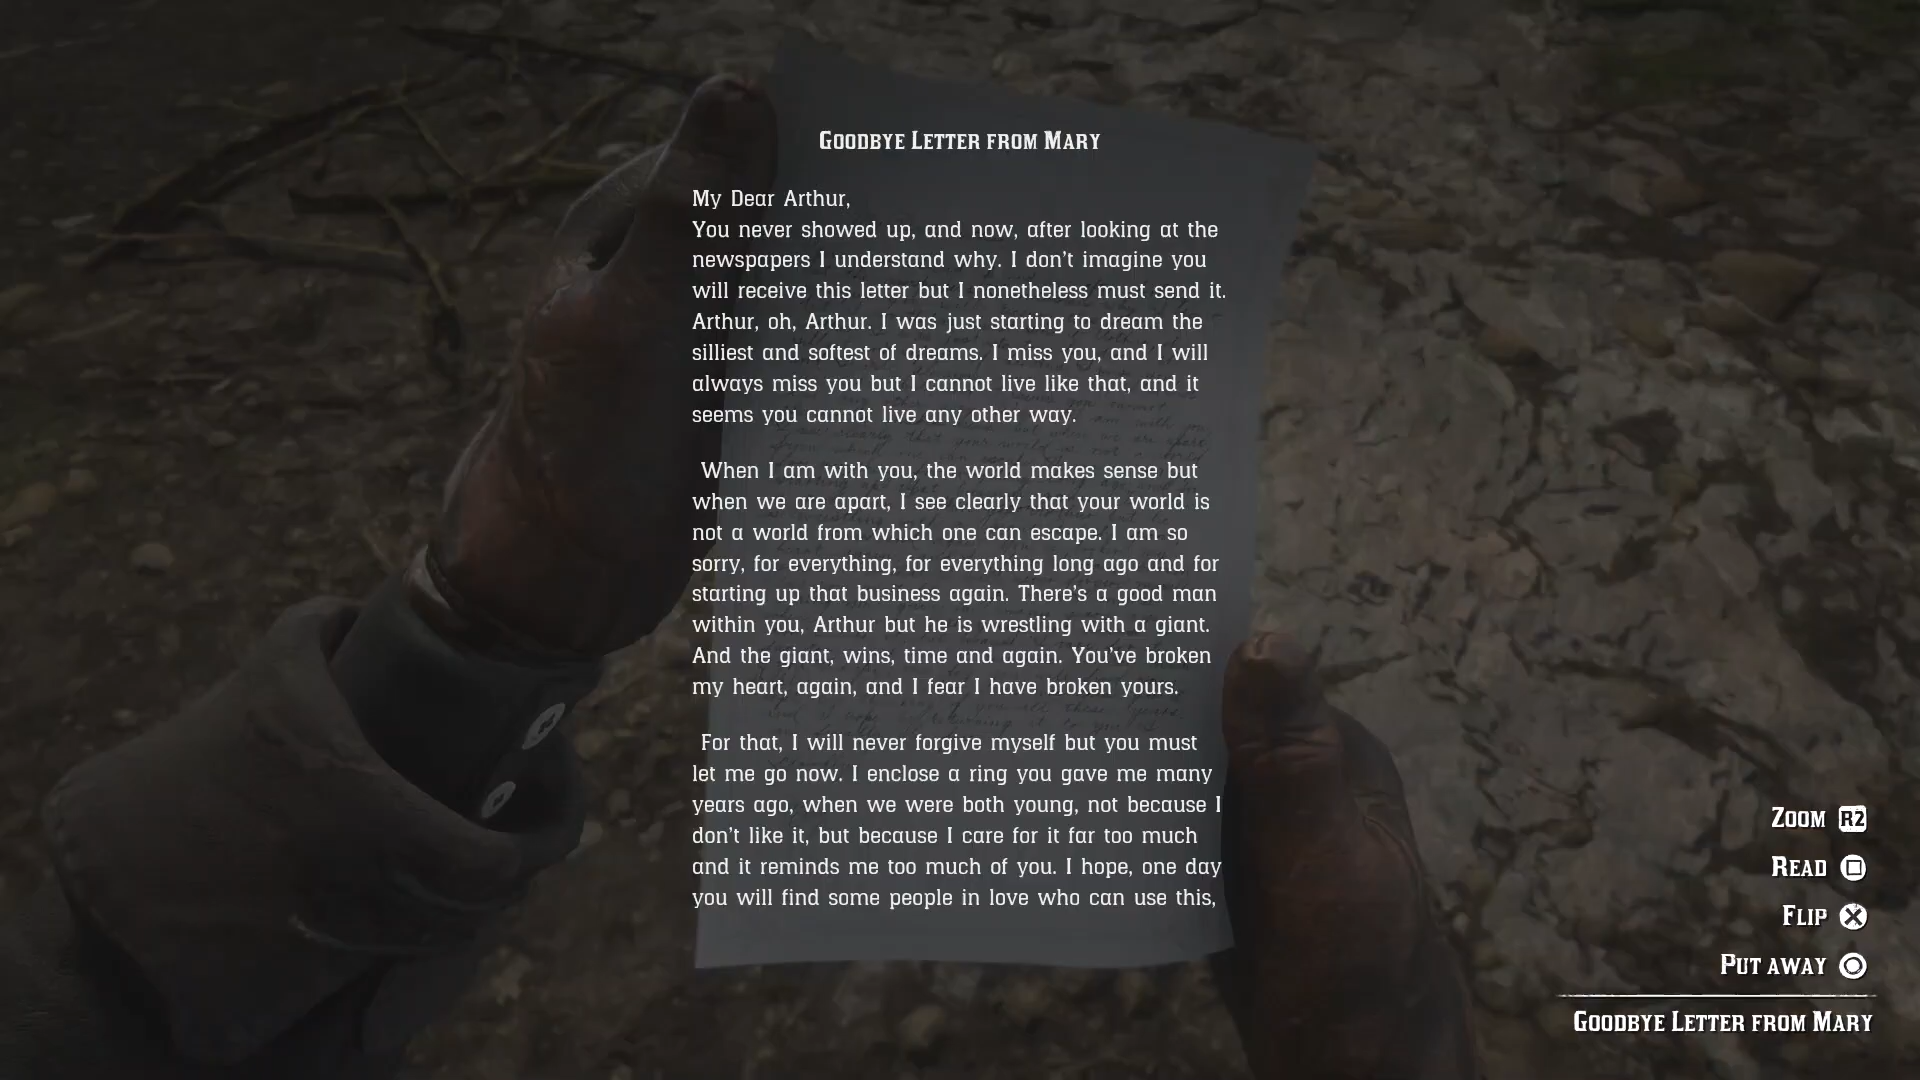 Goodbye Letter from Mary
My Dear Arthur,
You never showed up, and now, after looking at the
newspapers I understand why. I don't imagine you
will receive this letter but I nonetheless must send it.
Arthur, oh, Arthur. I was just starting to dream the
silliest and softest of dreams. I miss you, and I will
always miss you but I cannot live like that, and it
seems you cannot live any other way.
When I am with you, the world makes sense but
when we are apart, I see clearly that your world is
not a world from which one can escape. I am so
sorry, for everything, for everything long ago and for
starting up that business again. There's a good man
within you, Arthur but he is wrestling with a giant.
And the giant, wins, time and again. You've broken
my heart, again, and I fear I have broken yours.
For that, I will never forgive myself but you must
let me go now. I enclose a ring you gave me many
years ago, when we were both young, not because I
don't like it, but because I care for it far too much
and it reminds me too much of you. I hope, one day
you will find some people in love who can use this,
Zoom R2
Read
Flip
Put away
Goodbye Letter from Mary